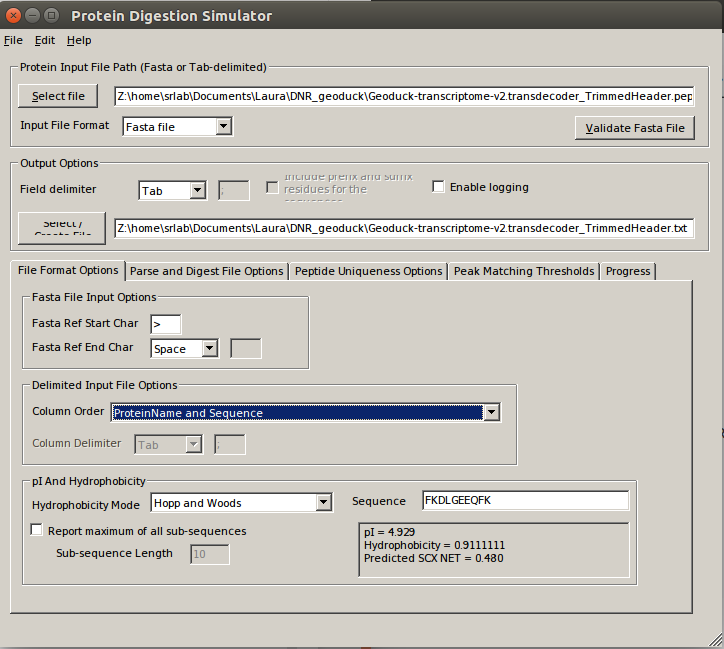 Protein Digestion Simulator
File Edit Help
Protein Input File Path (Fasta or Tab-delimited)
Select file
Z:\home\srlab\Documents\Laura\DNR_geoduck\Geoduck-transcriptome-v2.transdecoder_TrimmedHeader.pep
Input File Format
Fasta file
Validate Fasta File
Output Options
Field delimiter
Tab
;
Include prefix and suffix
residues for the
sequences
Enable logging
Select /
Create File
Z:\home\srlab\Documents\Laura\DNR_geoduck\Geoduck-transcriptome-v2.transdecoder_TrimmedHeader.txt
File Format Options Parse and Digest File Options Peptide Uniqueness Options Peak Matching Thresholds Progress
Fasta File Input Options
Fasta Ref Start Char >
Fasta Ref End Char Space
Delimited Input File Options
Column Order ProteinName and Sequence
Column Delimiter Tab ;
pI And Hydrophobicity
Hydrophobicity Mode Hopp and Woods
Sequence FKDLGEEQFK
Report maximum of all sub-sequences
Sub-sequence Length 10
pI = 4.929
Hydrophobicity = 0.9111111
Predicted SCX NET = 0.480